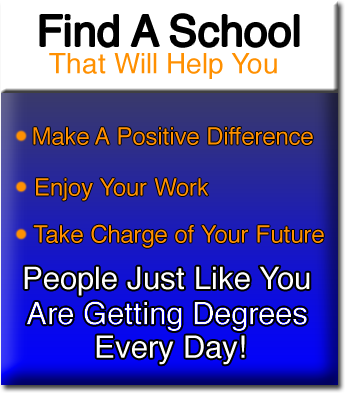 Find A School
That Will Help You
• Make A Positive Difference
• Enjoy Your Work
• Take Charge of Your Future
People Just Like You
Are Getting Degrees
Every Day!